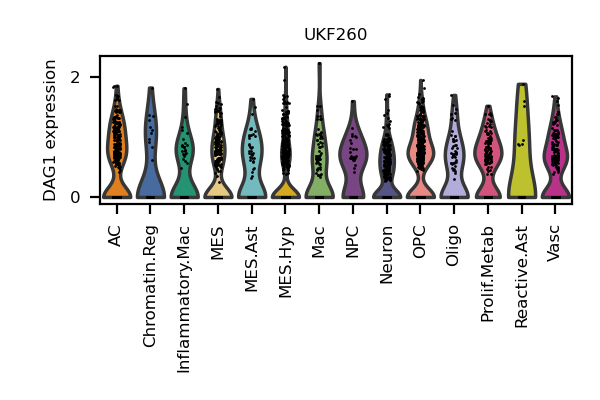 UKF260
DAG1 expression
2
0
AC
Chromatin.Reg
Inflammatory.Mac
MES
MES.Ast
MES.Hyp
Mac
NPC
Neuron
OPC
Oligo
Prolif.Metab
Reactive.Ast
Vasc